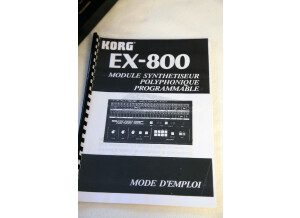 KORG
EX-800
MODULE SYNTHETISEUR
POLYPHONIQUE
PROGRAMMABLE
MODE D'EMPLOI